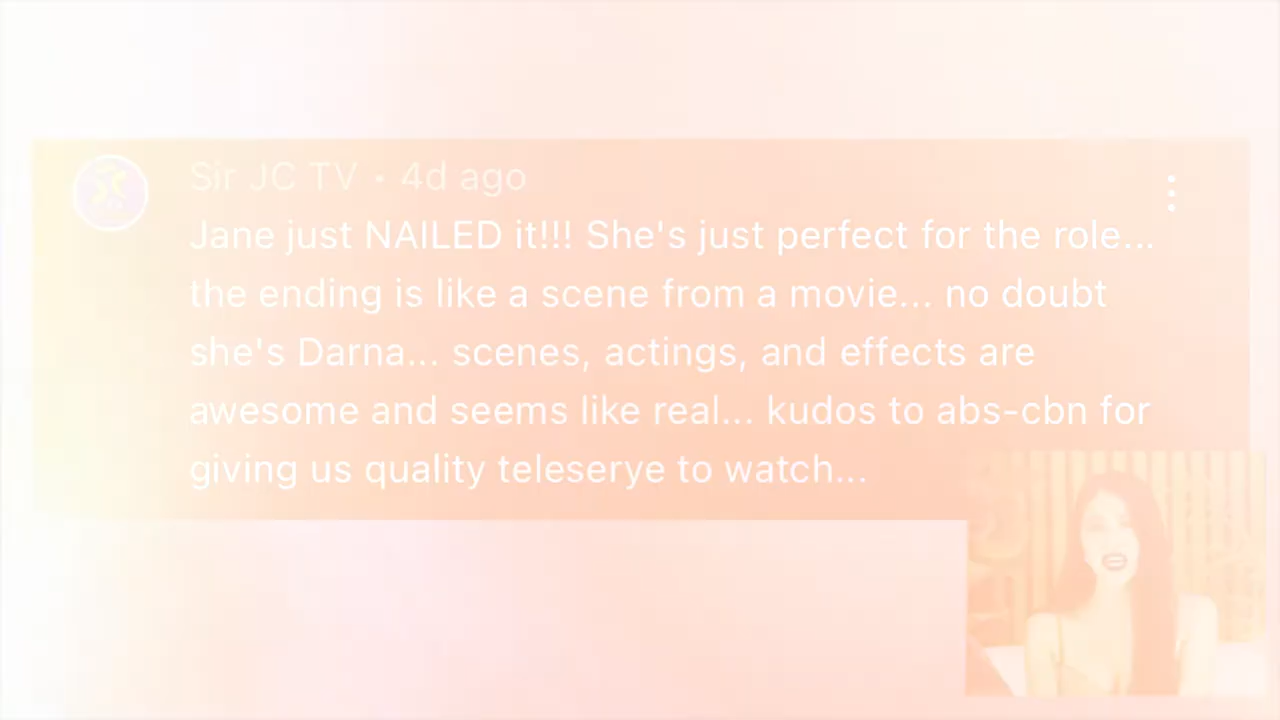 Sir JC TV • 4d ago
Jane just NAILED it!!! She's just perfect for the role...
the ending is like a scene from a movie... no doubt
she's Darna... scenes, actings, and effects are
awesome and seems like real... kudos to abs-cbn for
giving us quality teleserye to watch...